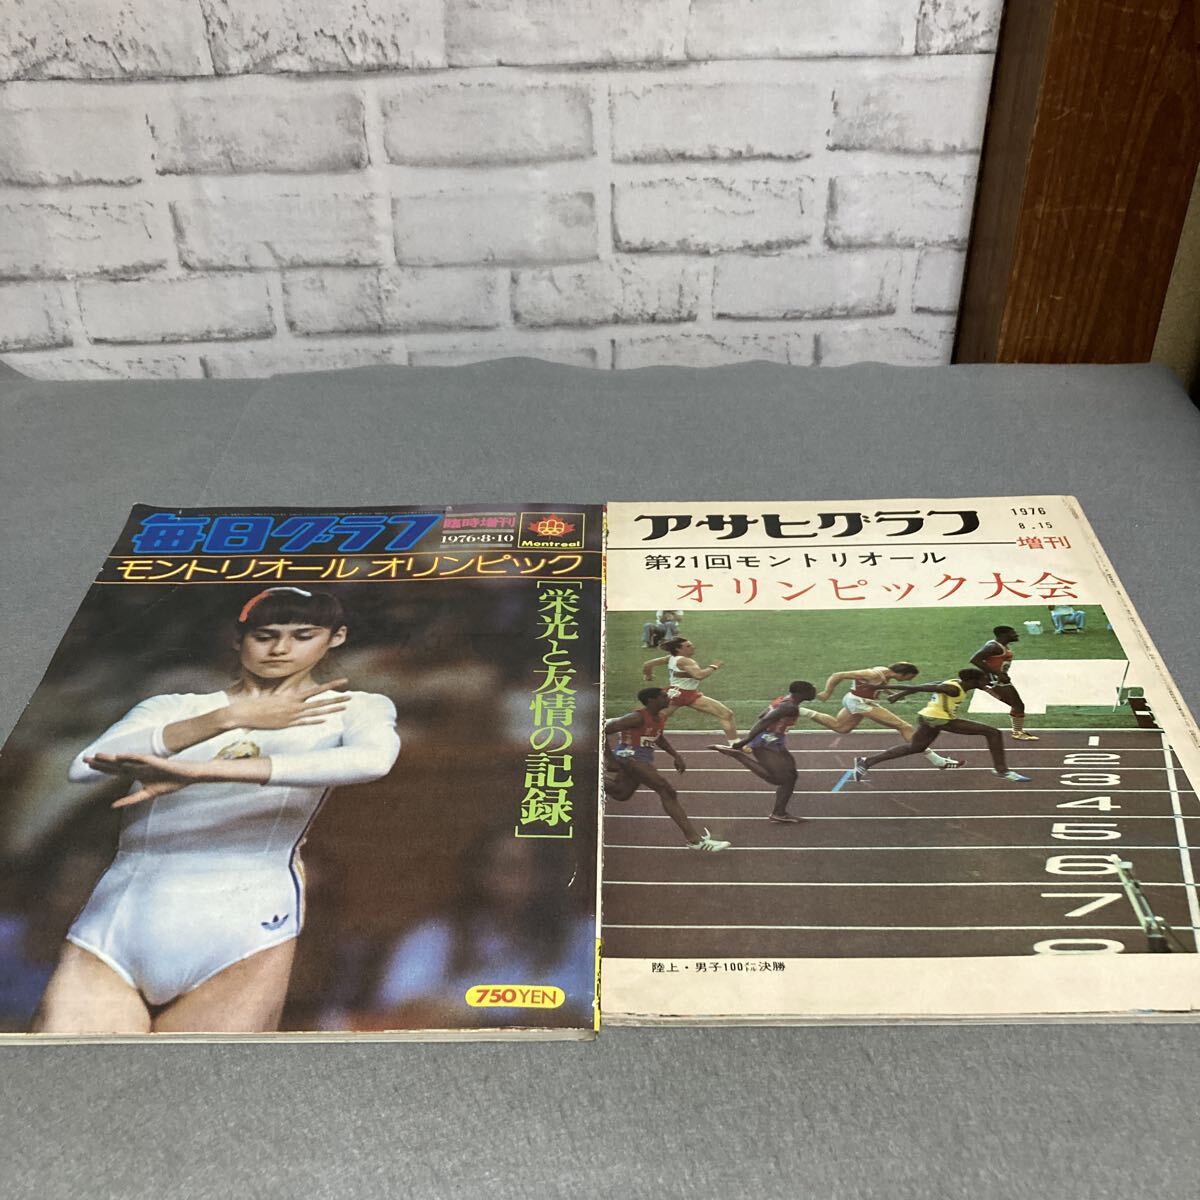 毎日グラフ
臨時増刊
1976・8・10
Montreal
モントリオール オリンピック
[栄光と友情の記録]
750YEN
アサヒグラフ
1976
8.15
増刊
第21回モントリオール
オリンピック大会
1
2
3
4
5
6
7
8
陸上・男子100メートル決勝